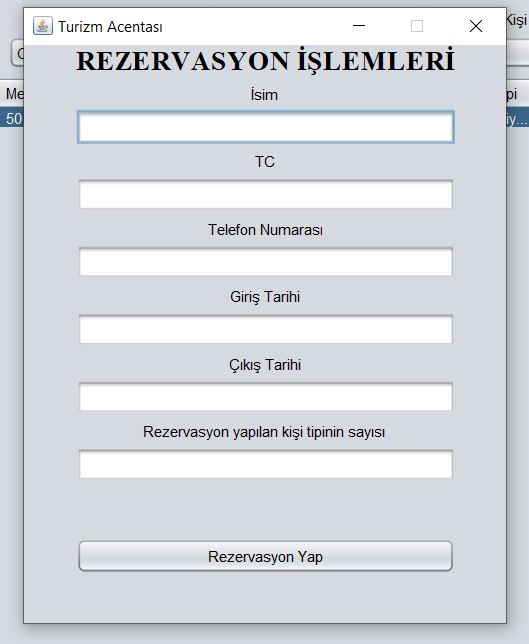 Turizm Acentası
Kişi
REZERVASYON İŞLEMLERİ
Me
pi
50
iy...
İsim
TC
Telefon Numarası
Giriş Tarihi
Çıkış Tarihi
Rezervasyon yapılan kişi tipinin sayısı
Rezervasyon Yap